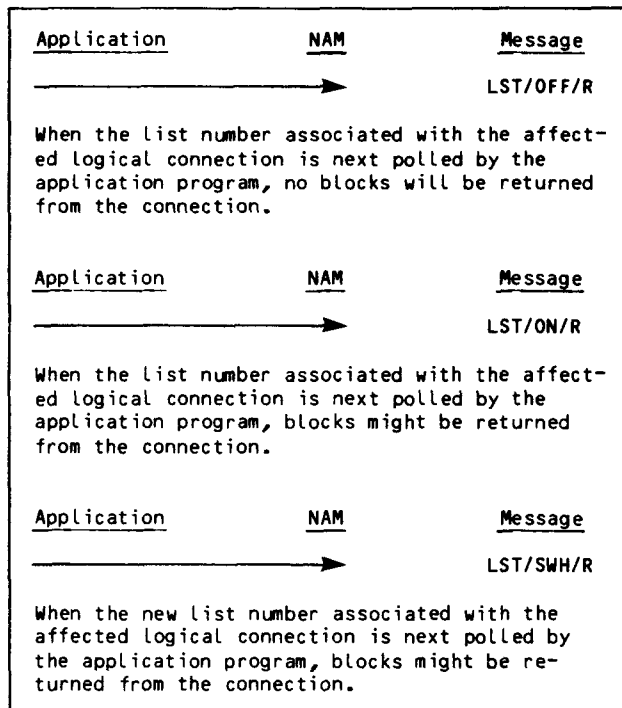 Application NAM Message
LST/OFF/R
When the list number associated with the affect-
ed logical connection is next polled by the
application program, no blocks will be returned
from the connection.
Application NAM Message
LST/ON/R
When the list number associated with the affect-
ed logical connection is next polled by the
application program, blocks might be returned
from the connection.
Application NAM Message
LST/SWH/R
When the new list number associated with the
affected logical connection is next polled by
the application program, blocks might be re-
turned from the connection.